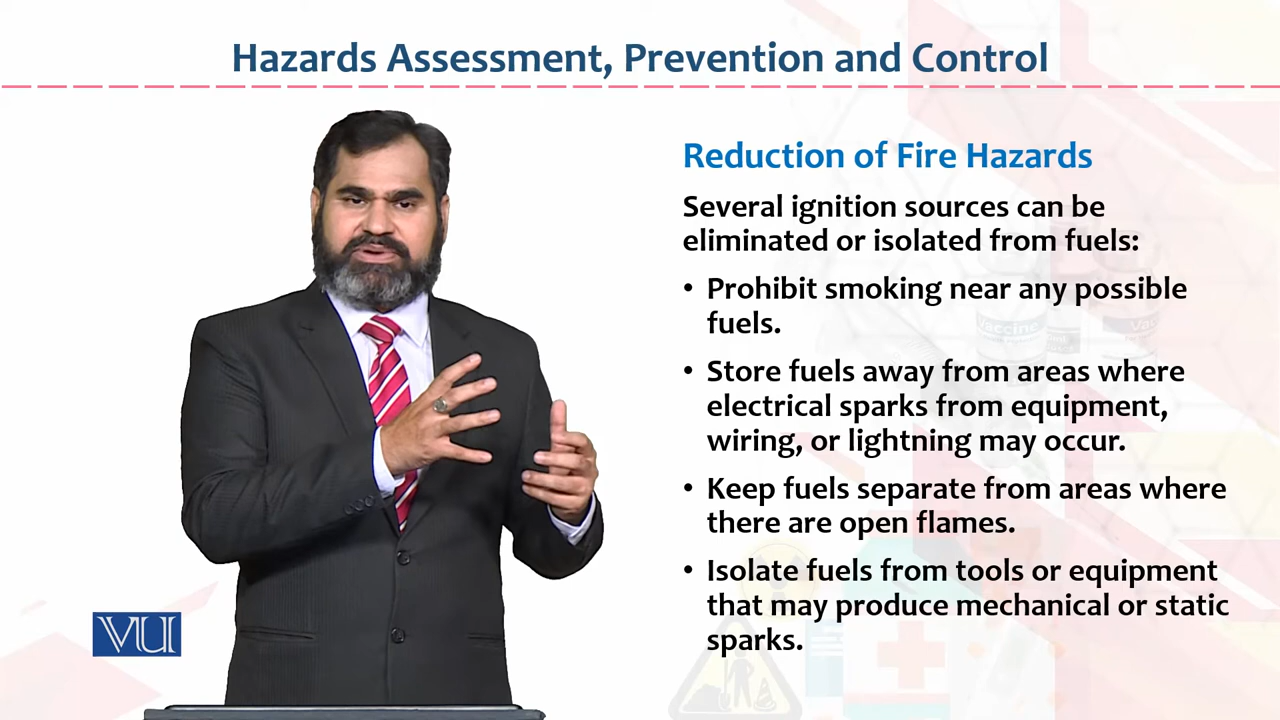 Hazards Assessment, Prevention and Control
Reduction of Fire Hazards
Several ignition sources can be
eliminated or isolated from fuels:
• Prohibit smoking near any possible
fuels.
• Store fuels away from areas where
electrical sparks from equipment,
wiring, or lightning may occur.
• Keep fuels separate from areas where
there are open flames.
• Isolate fuels from tools or equipment
that may produce mechanical or static
sparks.
VU
Vaccine